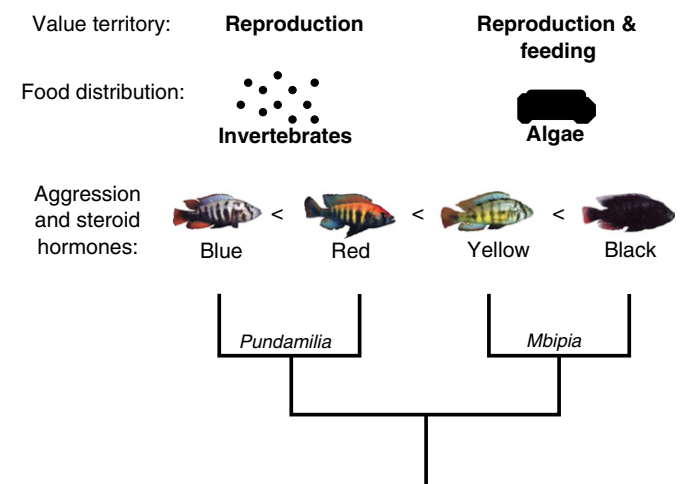 Value territory: Reproduction Reproduction &
feeding
Food distribution:
Invertebrates Algae
Aggression
and steroid
hormones:
< < <
Blue Red Yellow Black
Pundamilia Mbipia